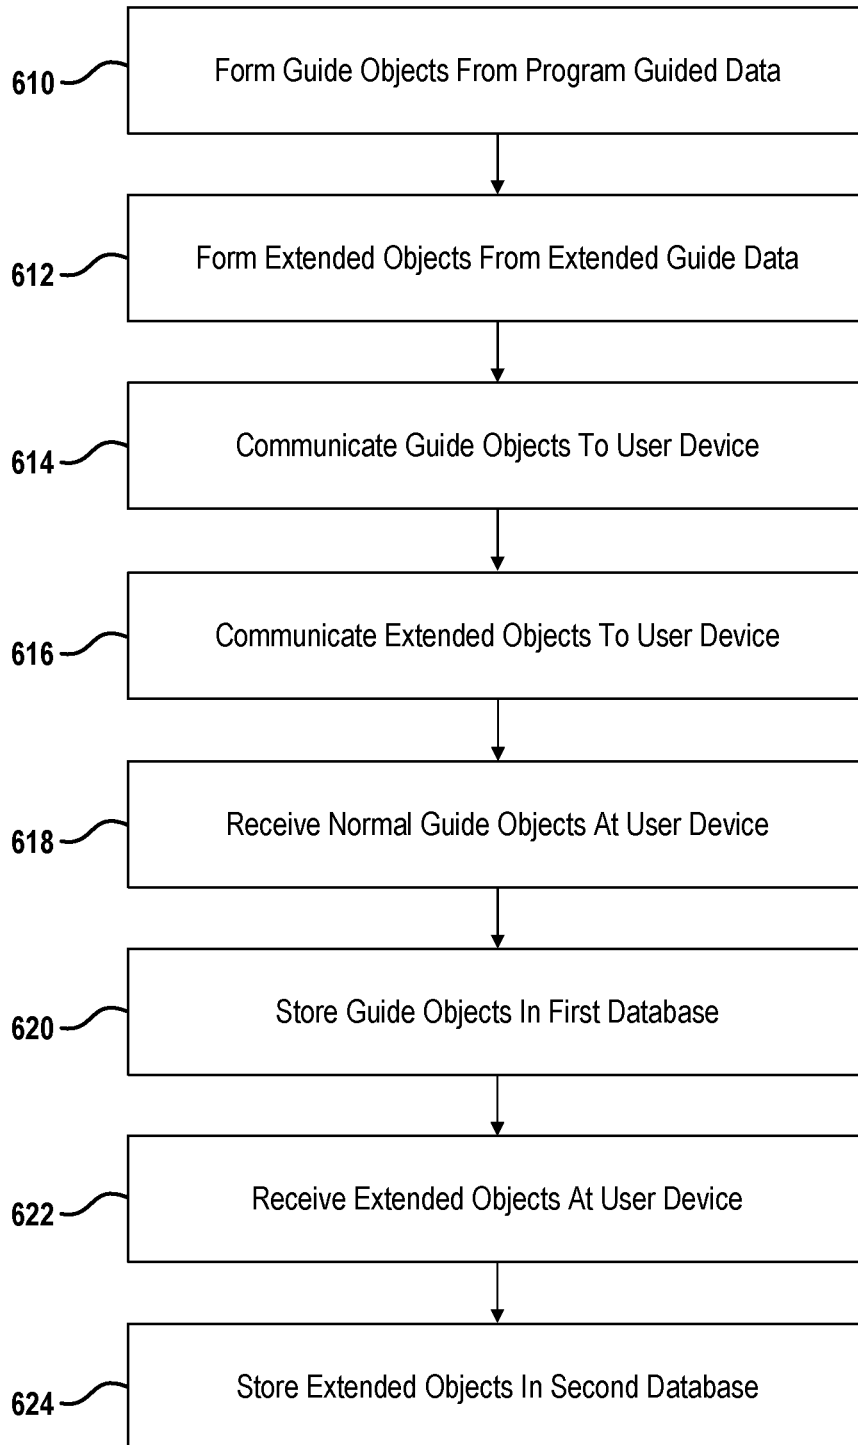 610
Form Guide Objects From Program Guided Data
612
Form Extended Objects From Extended Guide Data
614
Communicate Guide Objects To User Device
616
Communicate Extended Objects To User Device
618
Receive Normal Guide Objects At User Device
620
Store Guide Objects In First Database
622
Receive Extended Objects At User Device
624
Store Extended Objects In Second Database